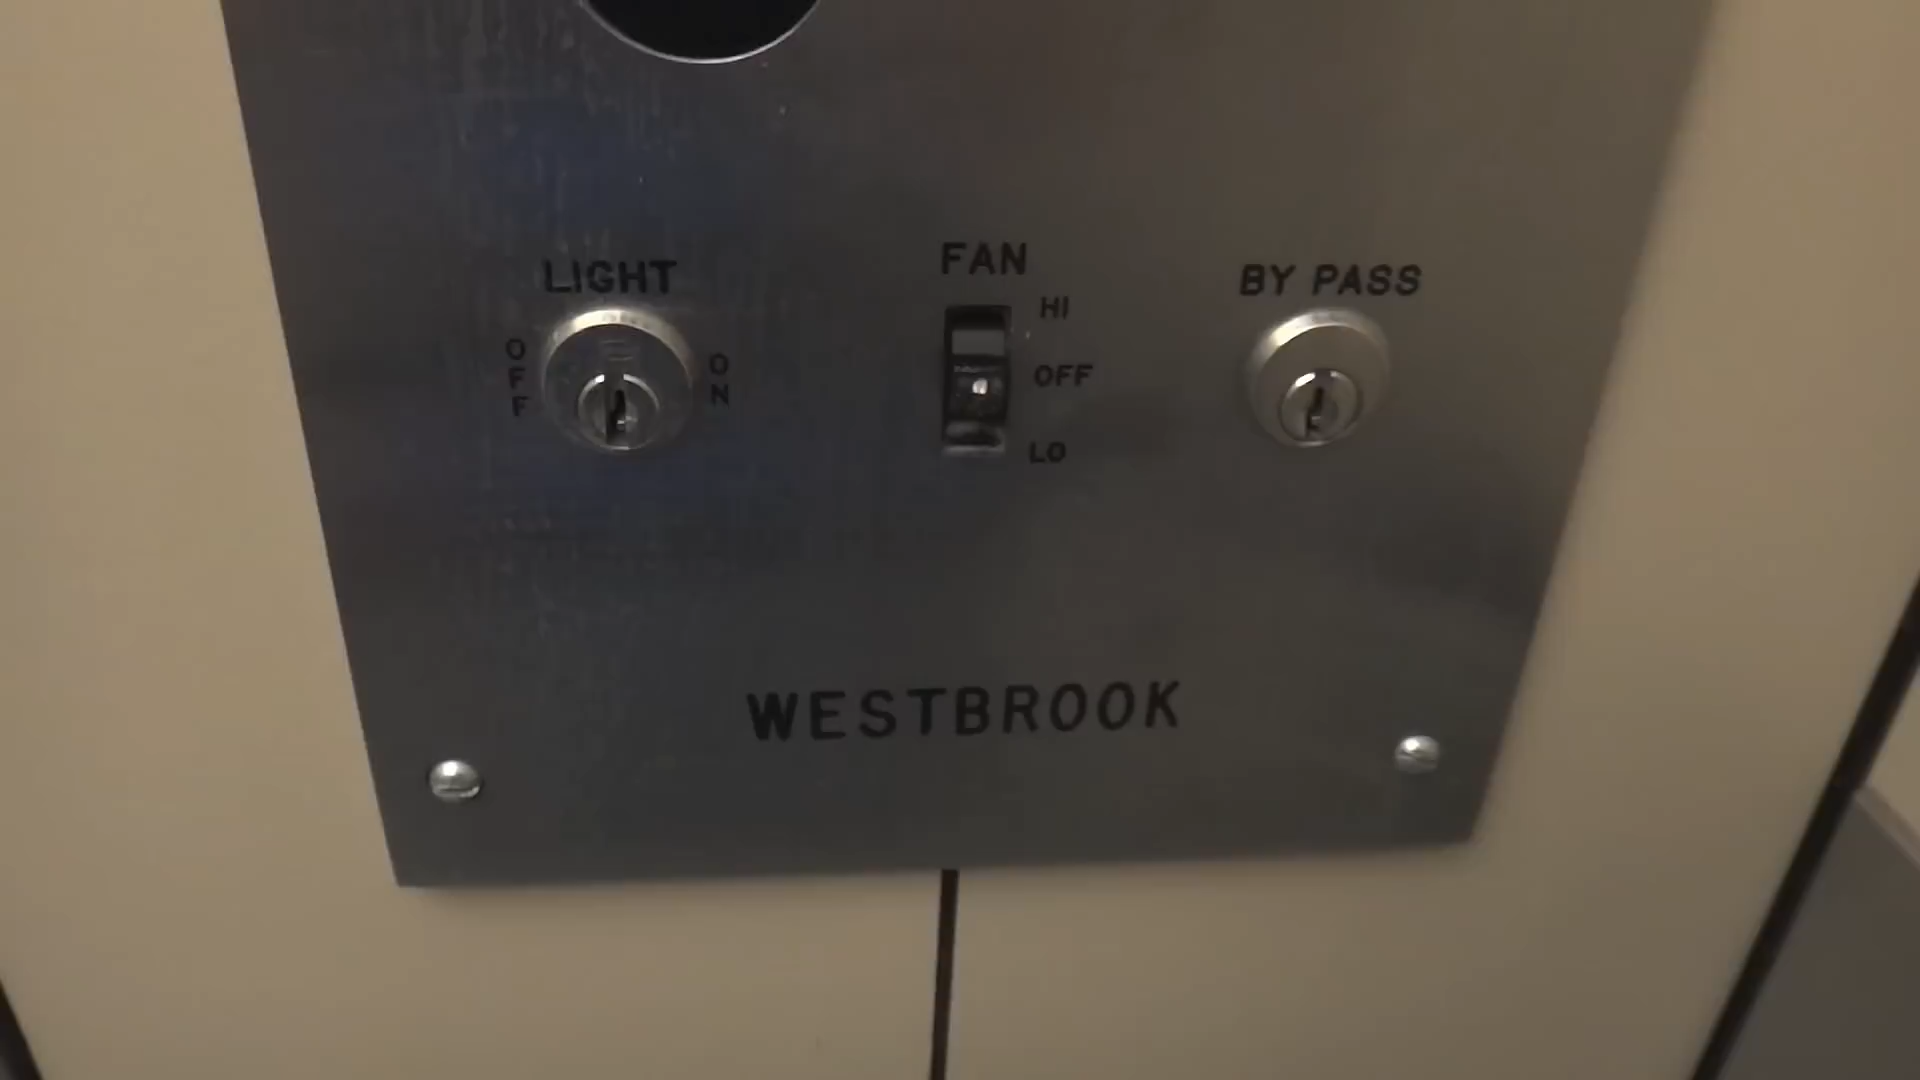 LIGHT
OFF
ON
FAN
HI
OFF
LO
BY PASS
WESTBROOK